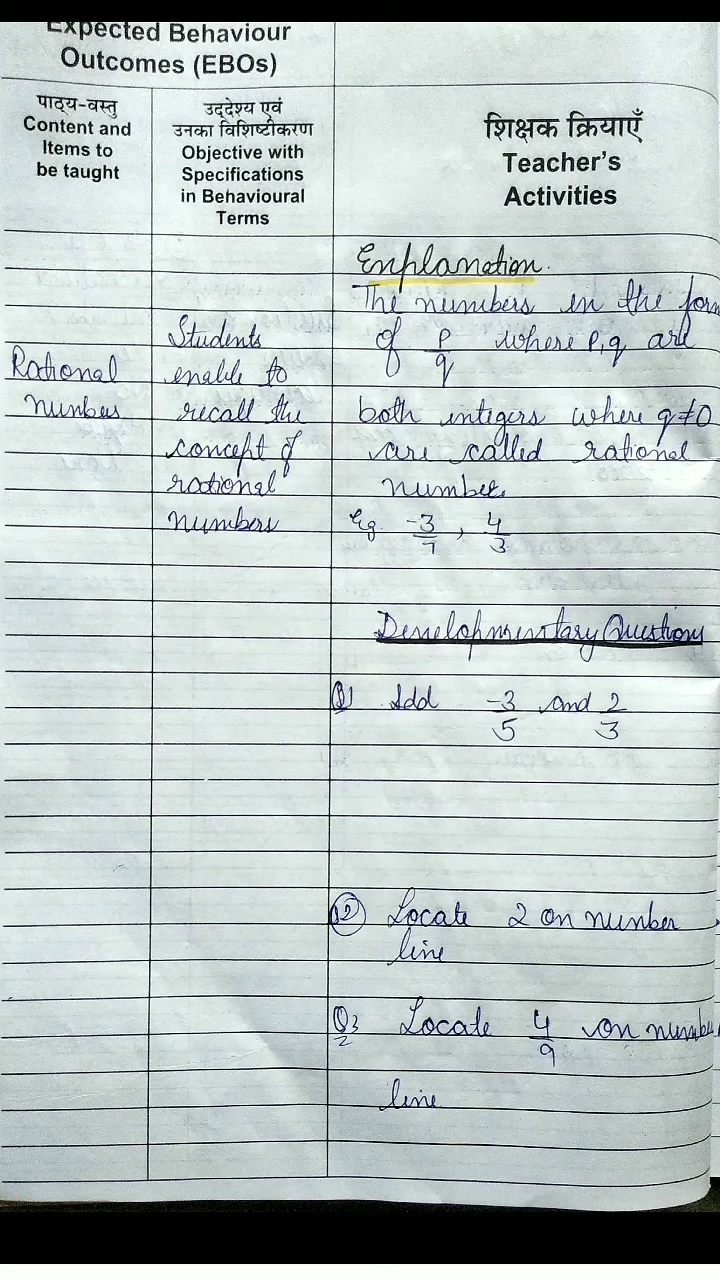 Expected Behaviour
Outcomes (EBOs)
पाठ्य-वस्तु
Content and
Items to
be taught
उद्देश्य एवं
उनका विशिष्टीकरण
Objective with
Specifications
in Behavioural
Terms
शिक्षक क्रियाएँ
Teacher's
Activities
Rational
numbers
Students
enable to
recall the
concept of
rational
numbers
Explanation.
The numbers in the form
of p/q where p, q are
both integers where q≠0
are called rational
number.
Eg. -3/7, 4/3
Developmentary Questions
Q1 Add -3/5 and 2/3
Q2 Locate 2 on number
line
Q3 Locate 4/9 on number
line